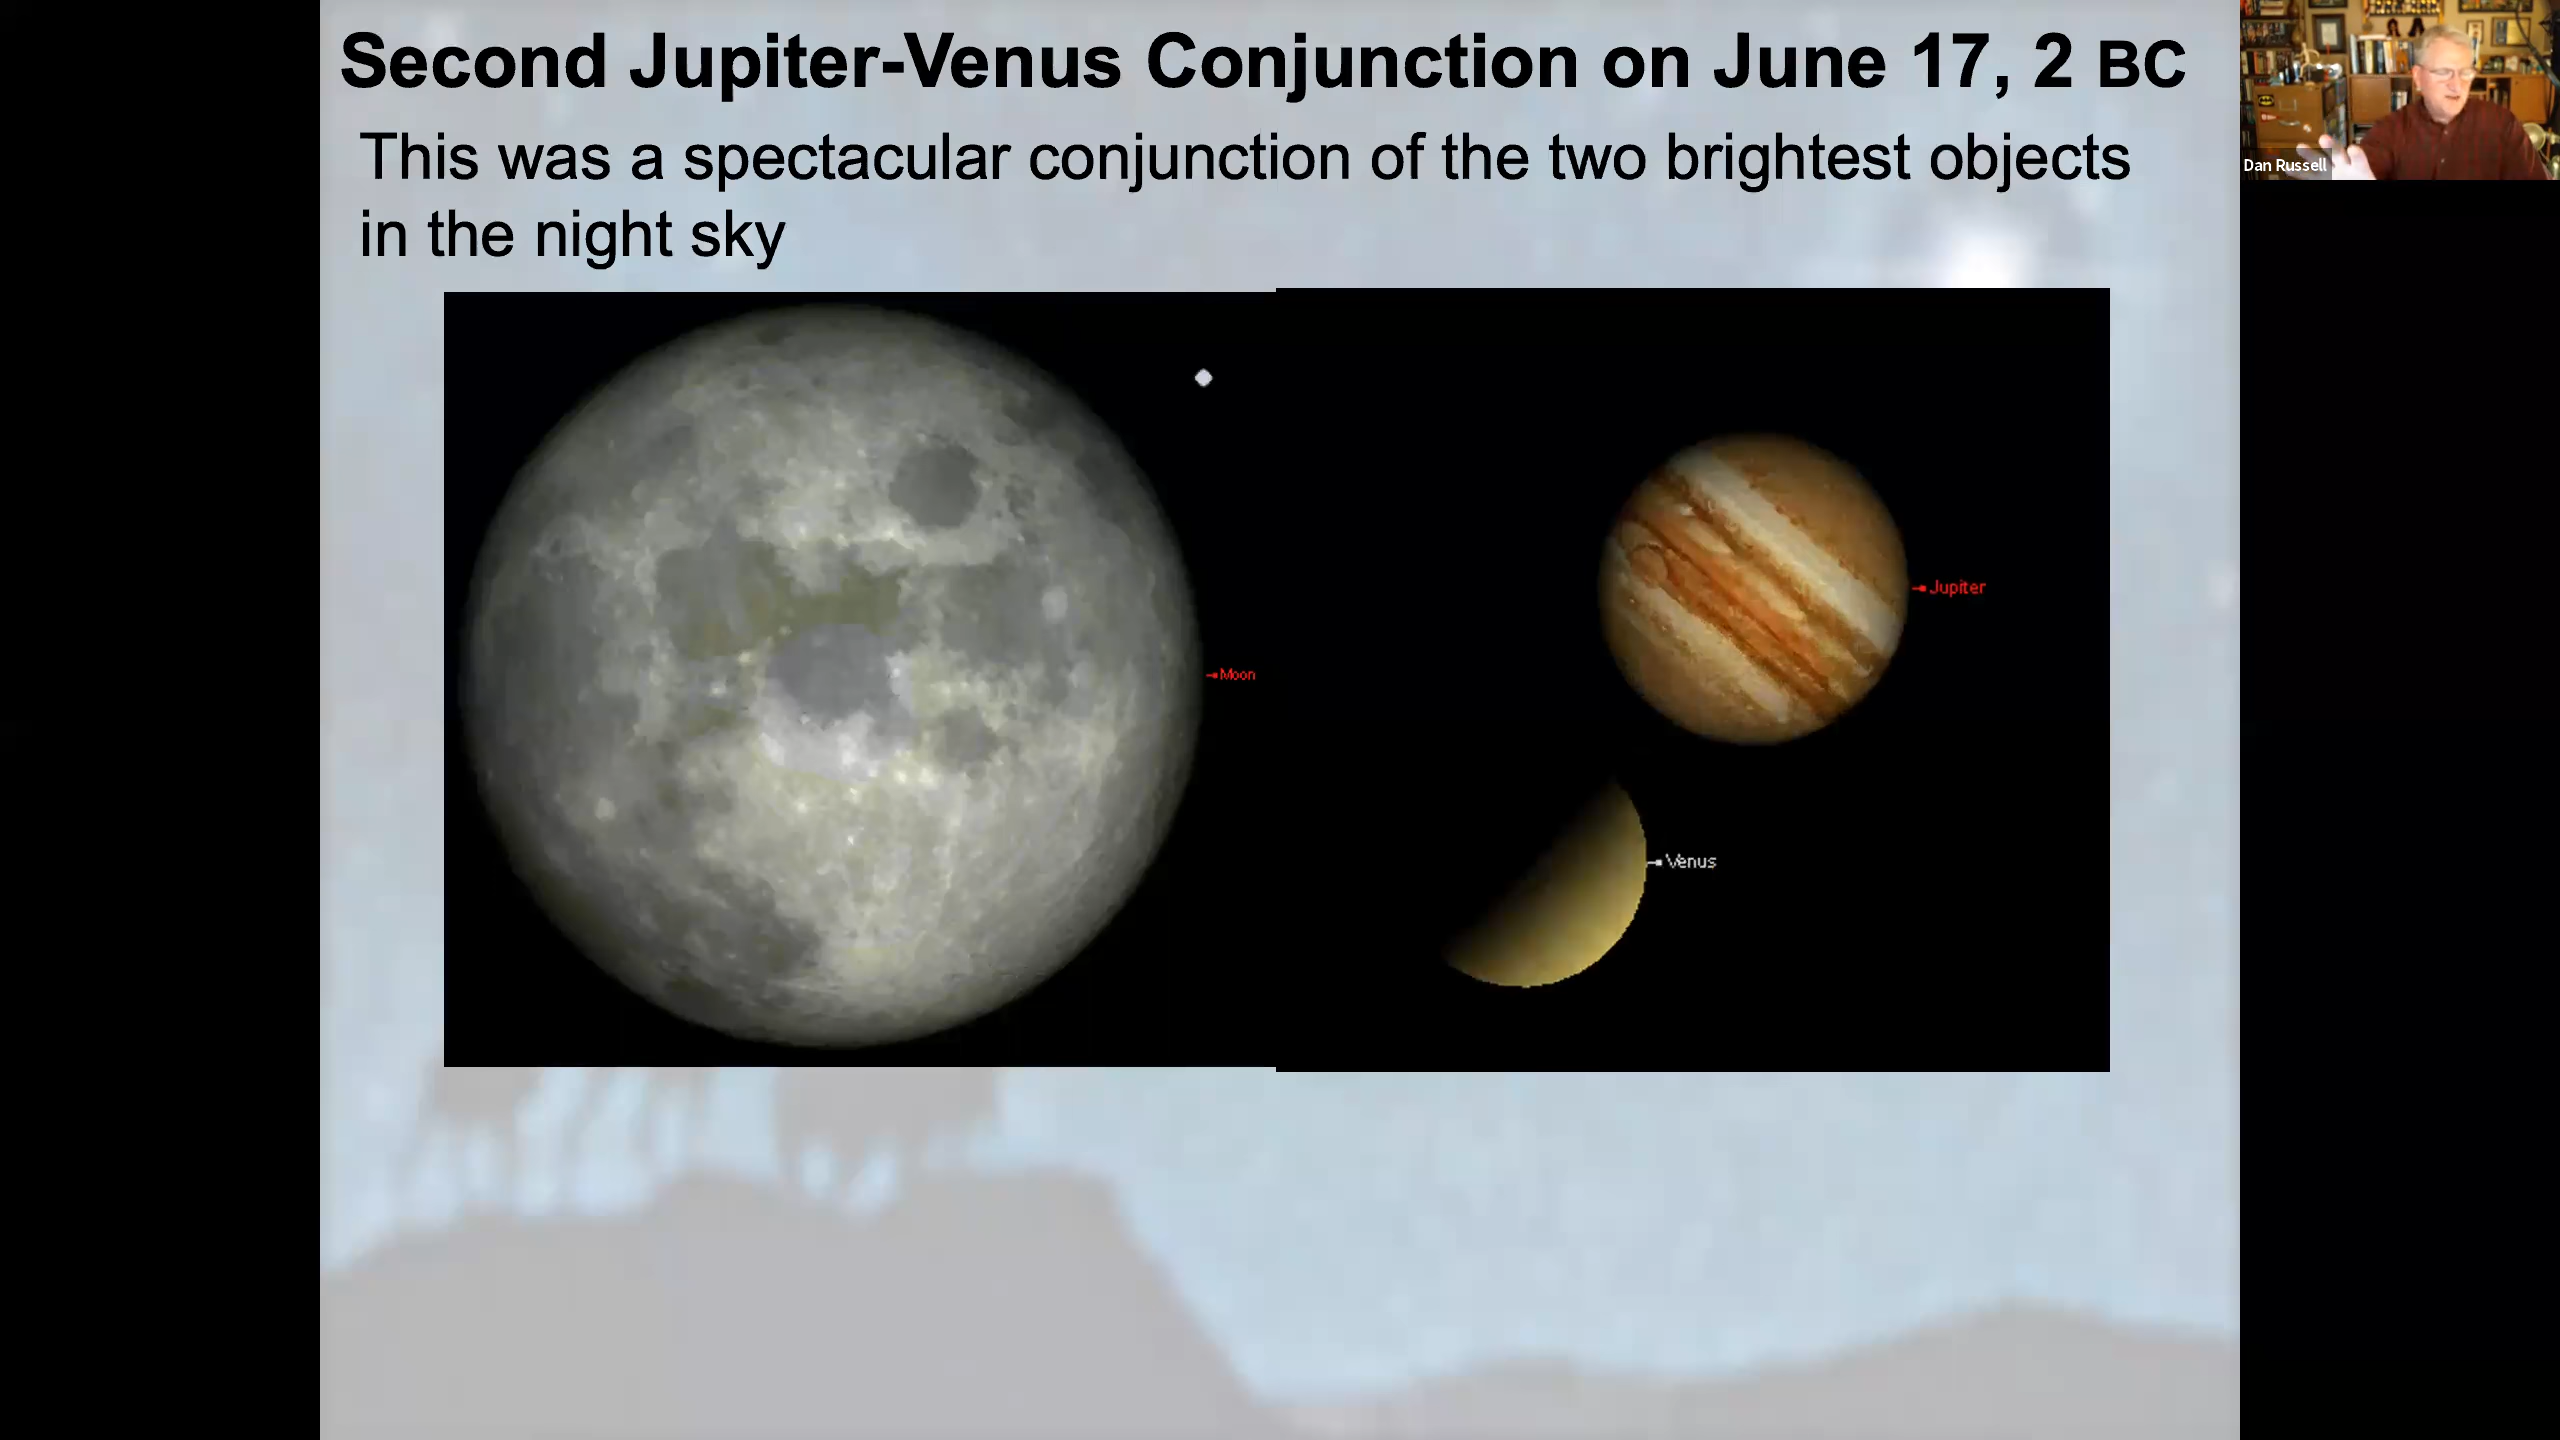 Second Jupiter-Venus Conjunction on June 17, 2 BC
This was a spectacular conjunction of the two brightest objects
in the night sky
Dan Russell
Jupiter
Moon
Venus